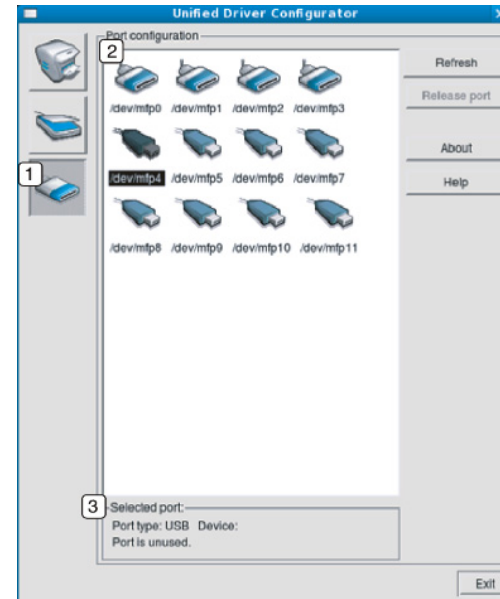 Unified Driver Configurator
Port configuration
2
Refresh
/dev/mfp0 /dev/mfp1 /dev/mfp2 /dev/mfp3
Release port
About
1
/dev/mfp4 /dev/mfp5 /dev/mfp6 /dev/mfp7
Help
/dev/mfp8 /dev/mfp9 /dev/mfp10 /dev/mfp11
3
Selected port:
Port type: USB Device:
Port is unused.
Exit